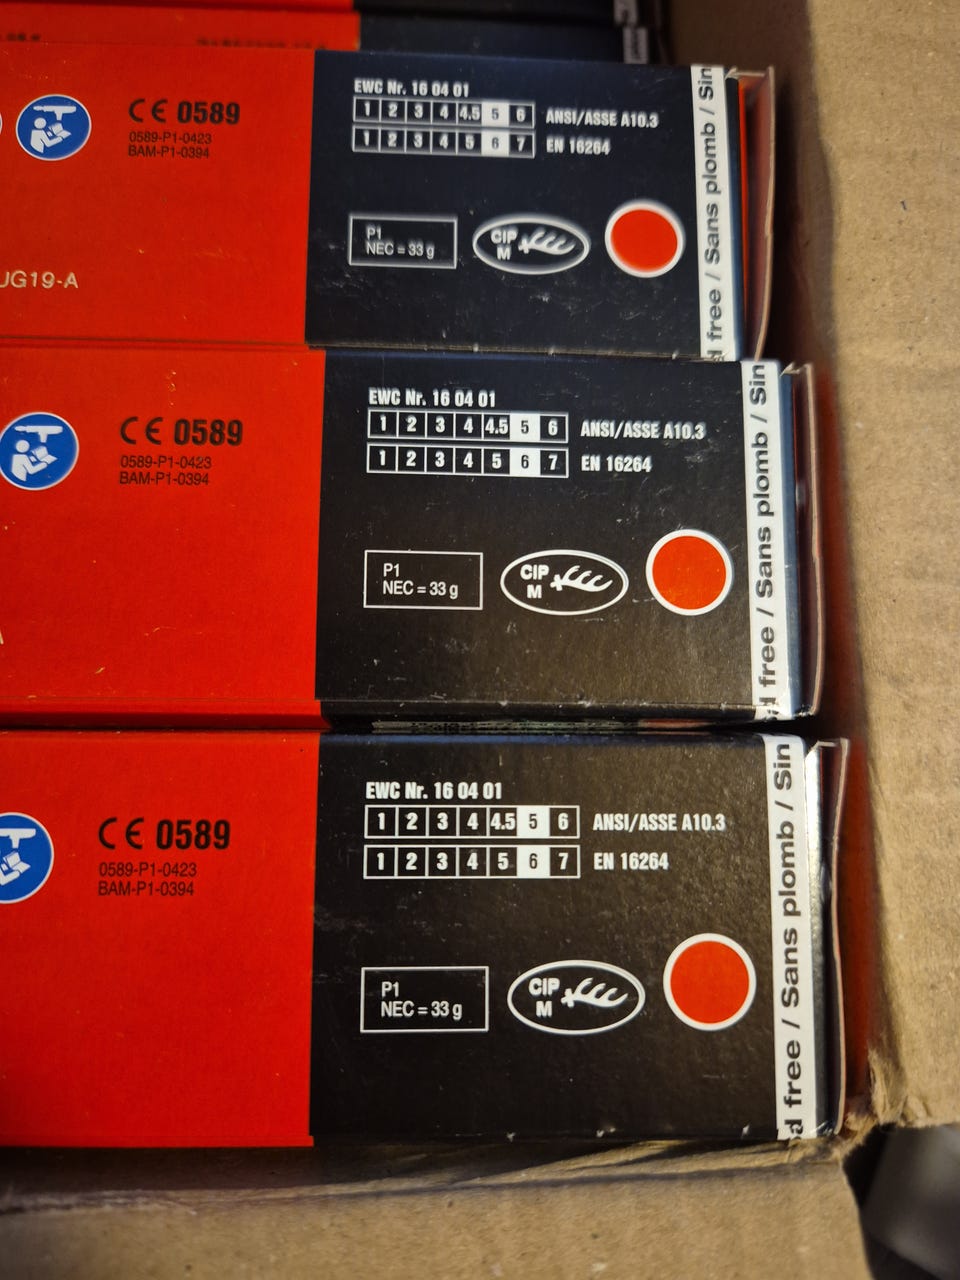 CE 0589
0589-P1-0423
BAM-P1-0394
JG19-A
EWC Nr. 16 04 01
1 2 3 4 4.5 5 6 ANSI/ASSE A10.3
1 2 3 4 5 6 7 EN 16264
P1
NEC = 33 g
CIP
M
d free / Sans plomb / Sin
CE 0589
0589-P1-0423
BAM-P1-0394
EWC Nr. 16 04 01
1 2 3 4 4.5 5 6 ANSI/ASSE A10.3
1 2 3 4 5 6 7 EN 16264
P1
NEC = 33 g
CIP
M
d free / Sans plomb / Sin
CE 0589
0589-P1-0423
BAM-P1-0394
EWC Nr. 16 04 01
1 2 3 4 4.5 5 6 ANSI/ASSE A10.3
1 2 3 4 5 6 7 EN 16264
P1
NEC = 33 g
CIP
M
d free / Sans plomb / Sin